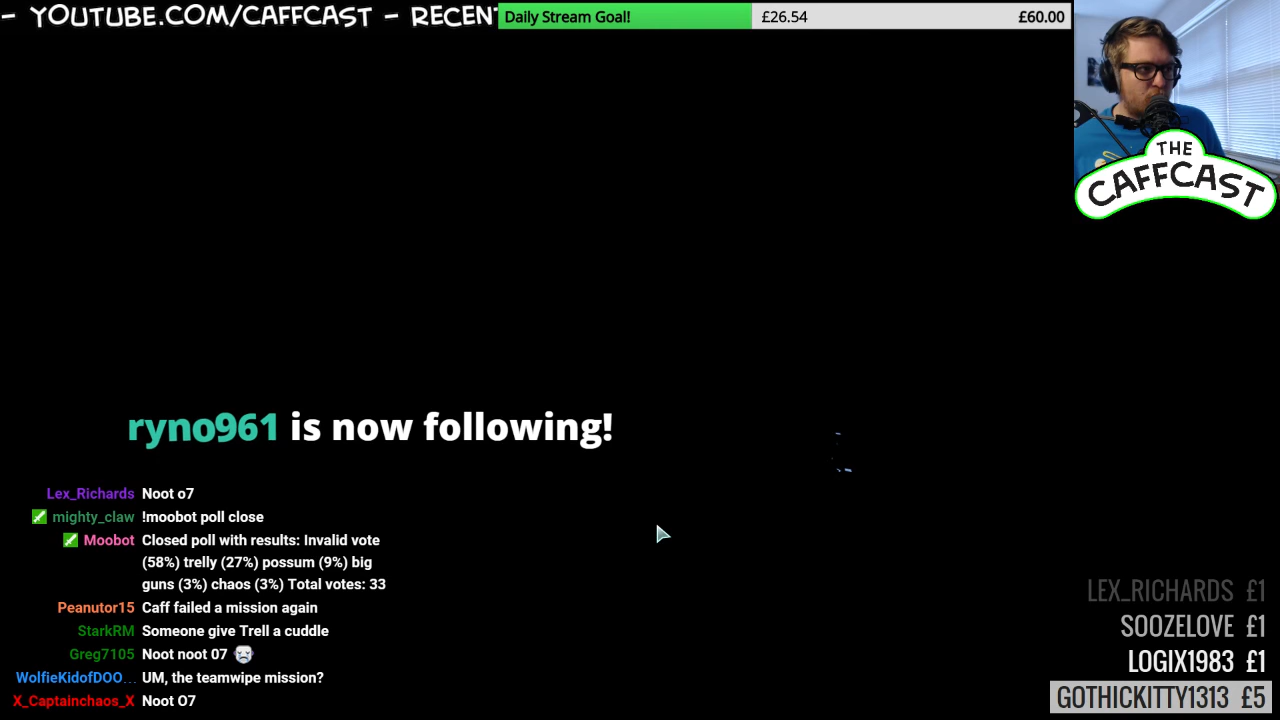 - YOUTUBE.COM/CAFFCAST - RECENT
Daily Stream Goal! £26.54 £60.00
THE
CAFFCAST
ryno961 is now following!
Lex_Richards Noot o7
mighty_claw !moobot poll close
Moobot Closed poll with results: Invalid vote
(58%) trelly (27%) possum (9%) big
guns (3%) chaos (3%) Total votes: 33
Peanutor15 Caff failed a mission again
StarkRM Someone give Trell a cuddle
Greg7105 Noot noot 07
WolfieKidofDOO... UM, the teamwipe mission?
X_Captainchaos_X Noot O7
LEX_RICHARDS £1
SOOZELOVE £1
LOGIX1983 £1
GOTHICKITTY1313 £5